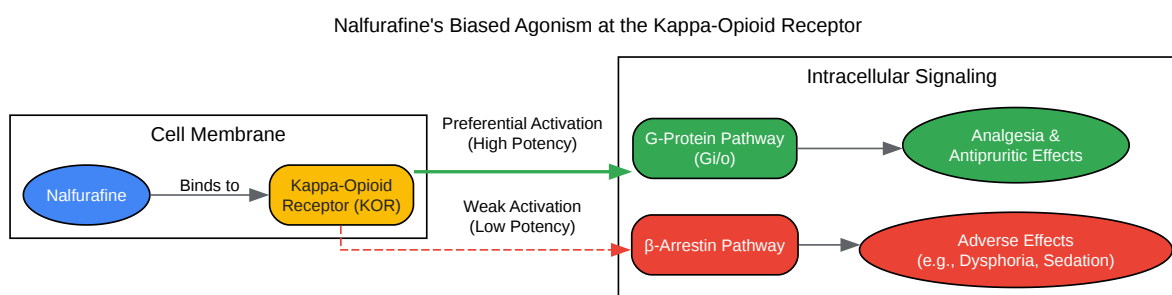 Nalfurafine's Biased Agonism at the Kappa-Opioid Receptor
Cell Membrane
Nalfurafine
Binds to
Kappa-Opioid
Receptor (KOR)
Preferential Activation
(High Potency)
Weak Activation
(Low Potency)
Intracellular Signaling
G-Protein Pathway
(Gi/o)
Analgesia &
Antipruritic Effects
β-Arrestin Pathway
Adverse Effects
(e.g., Dysphoria, Sedation)